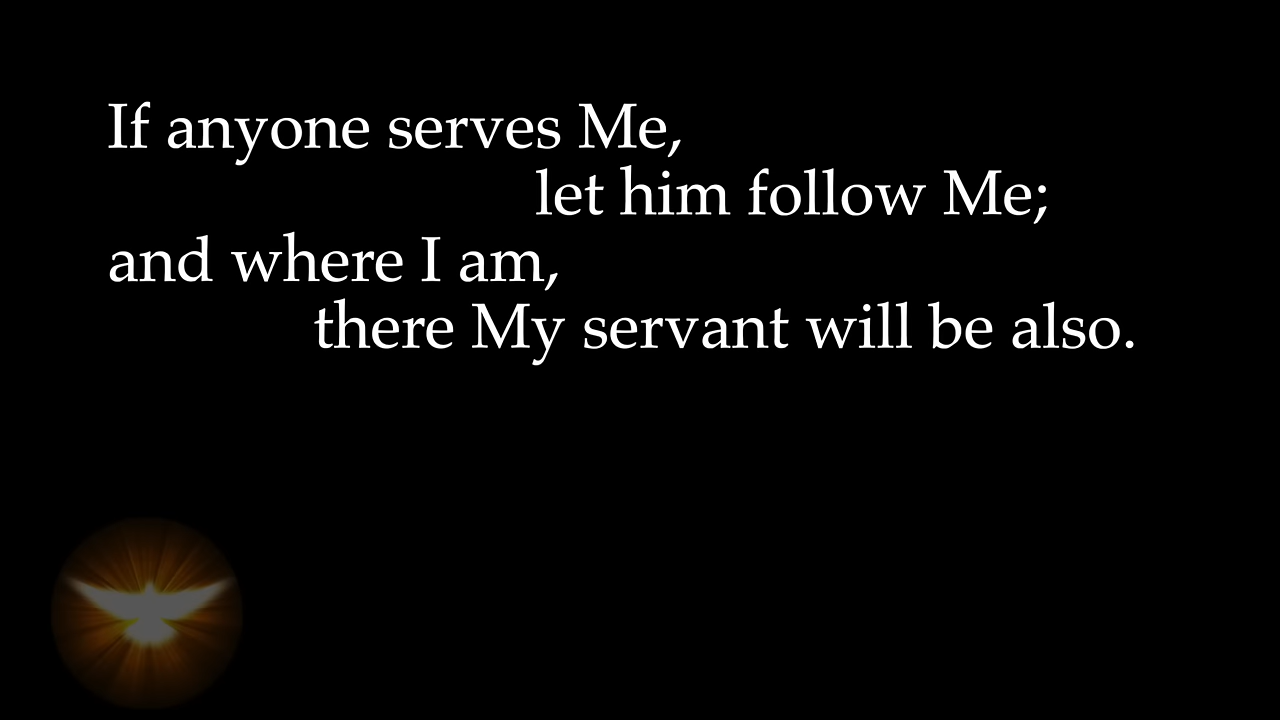 If anyone serves Me,
let him follow Me;
and where I am,
there My servant will be also.